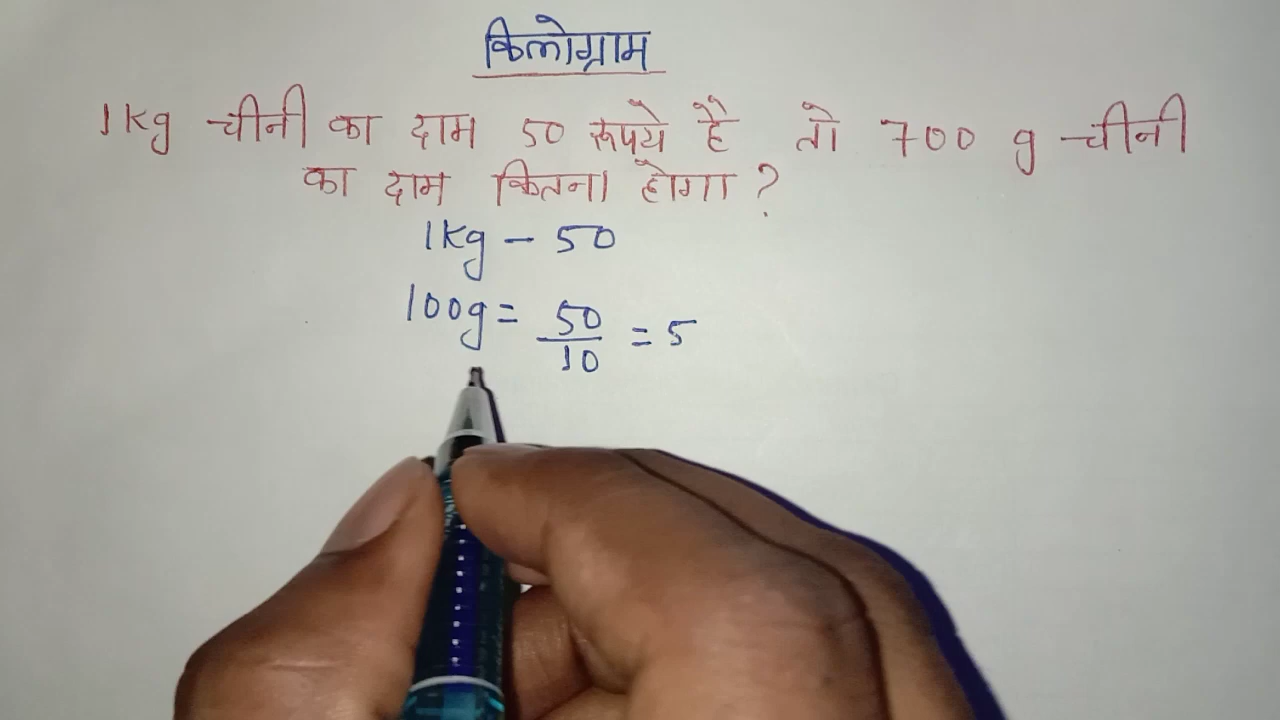 किलोग्राम
1kg चीनी का दाम 50 रूपये है तो 700 g चीनी
का दाम कितना होगा ?
1kg – 50
100g = 50/10 = 5